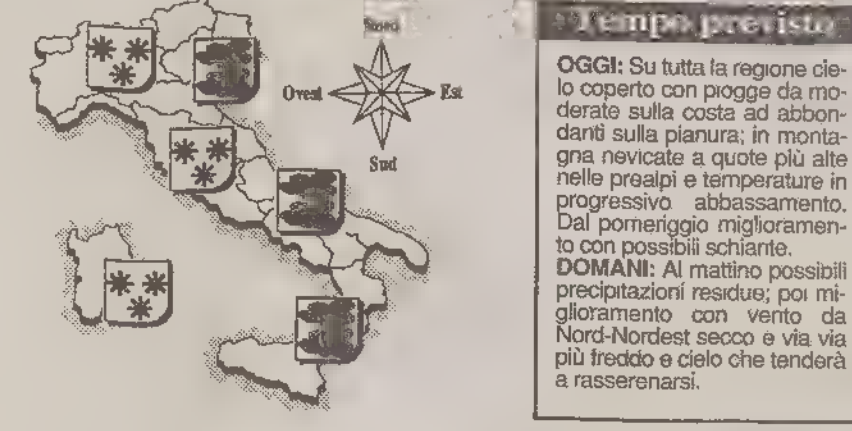 Nord
Ovest
Est
Sud
Tempo previsto
OGGI: Su tutta la regione cie-
lo coperto con piogge da mo-
derate sulla costa ad abbon-
danti sulla pianura; in monta-
gna nevicate a quote più alte
nelle prealpi e temperature in
progressivo abbassamento.
Dal pomeriggio miglioramen-
to con possibili schiarite.
DOMANI: Al mattino possibili
precipitazioni residue; poi mi-
glioramento con vento da
Nord-Nordest secco e via via
più freddo e cielo che tenderà
a rasserenarsi.